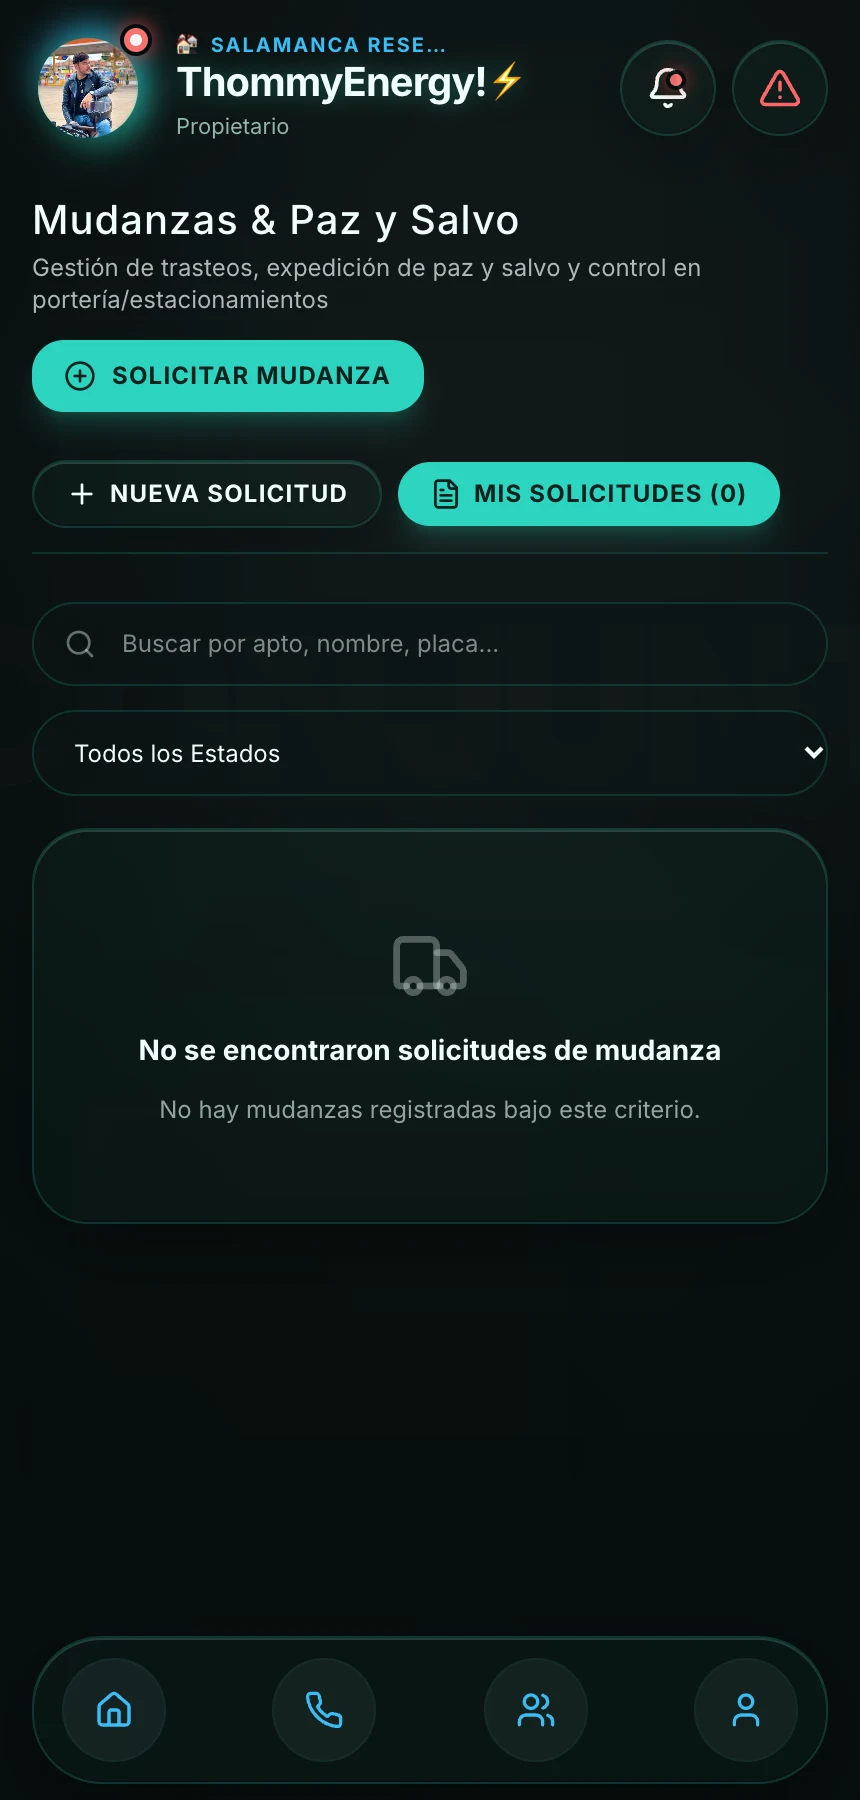 SALAMANCA RESE...
ThommyEnergy!⚡
Propietario
Mudanzas & Paz y Salvo
Gestión de trasteos, expedición de paz y salvo y control en
portería/estacionamientos
SOLICITAR MUDANZA
NUEVA SOLICITUD
MIS SOLICITUDES (0)
Buscar por apto, nombre, placa...
Todos los Estados
No se encontraron solicitudes de mudanza
No hay mudanzas registradas bajo este criterio.